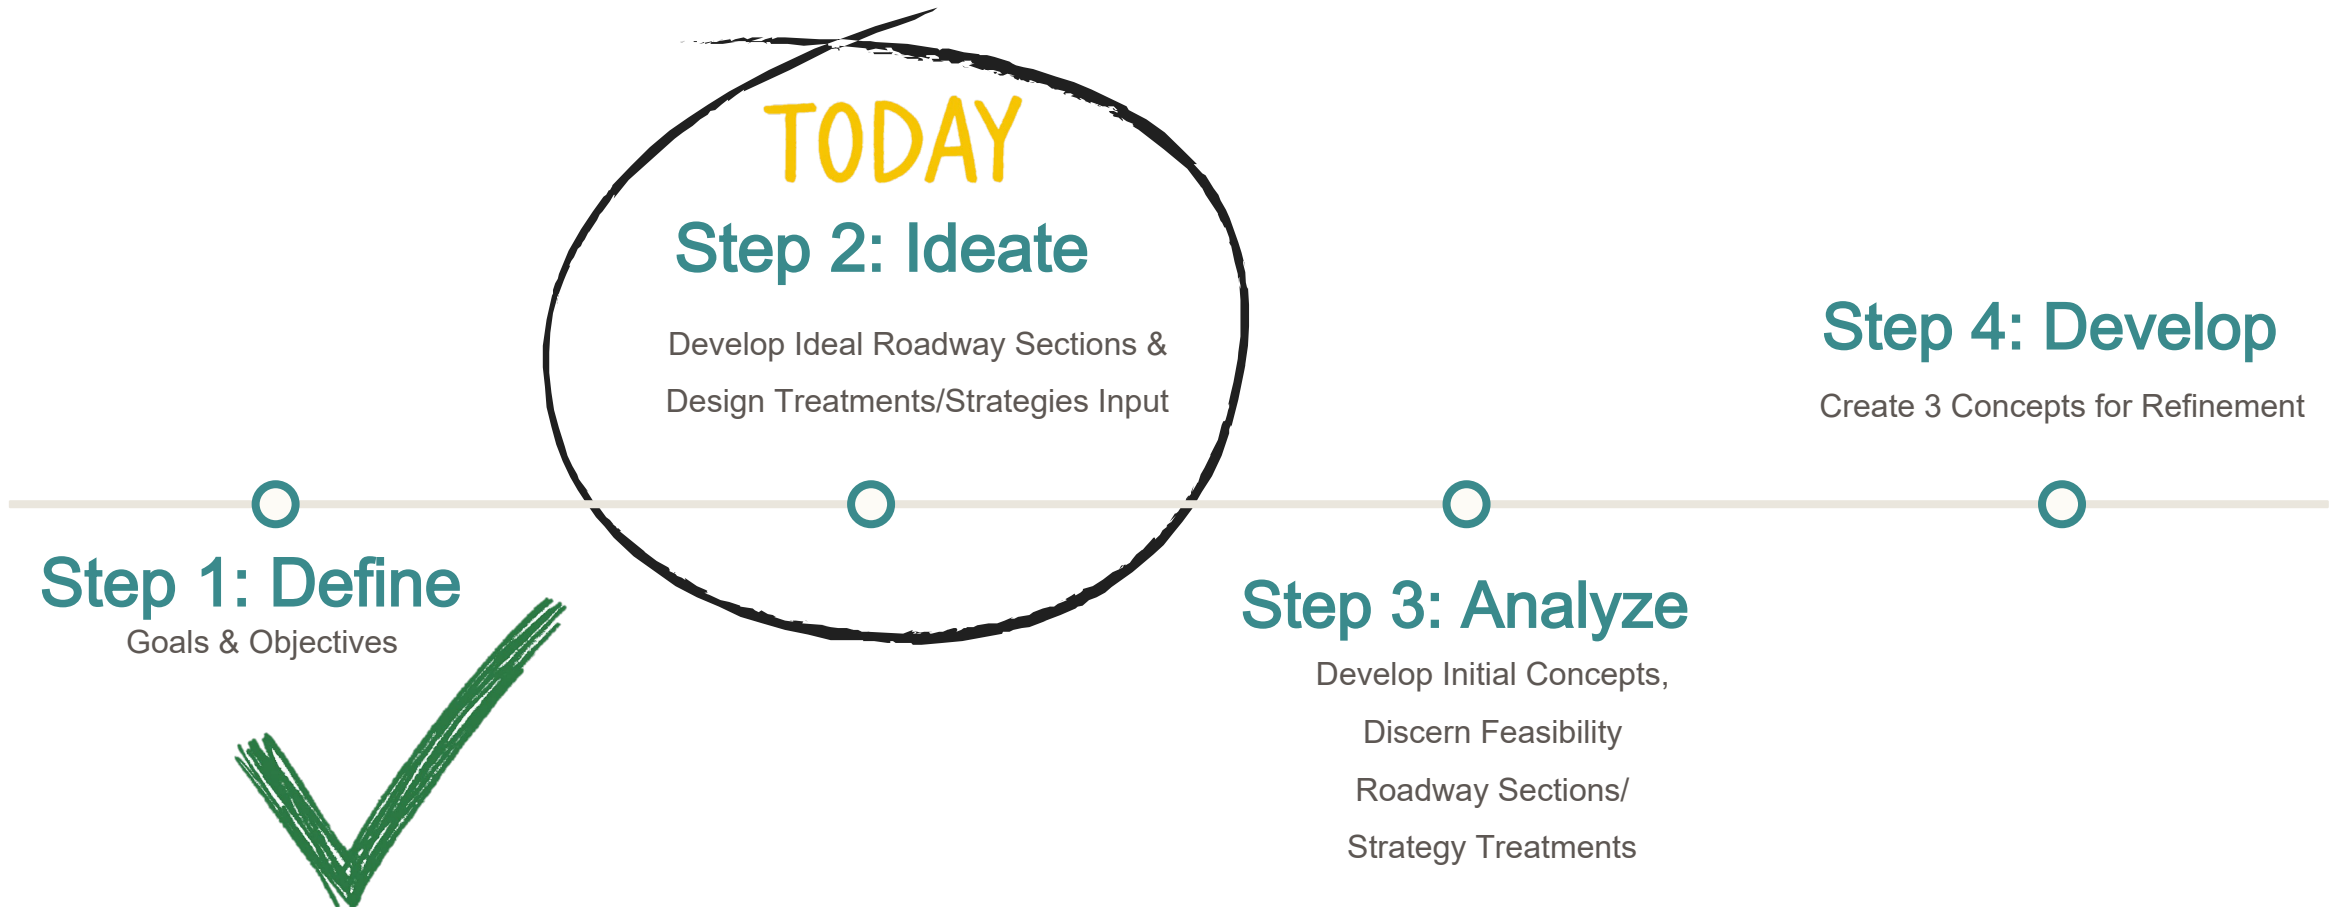 TODAY
Step 2: Ideate
Develop Ideal Roadway Sections &
Design Treatments/Strategies Input
Step 4: Develop
Create 3 Concepts for Refinement
Step 1: Define
Goals & Objectives
Step 3: Analyze
Develop Initial Concepts,
Discern Feasibility
Roadway Sections/
Strategy Treatments